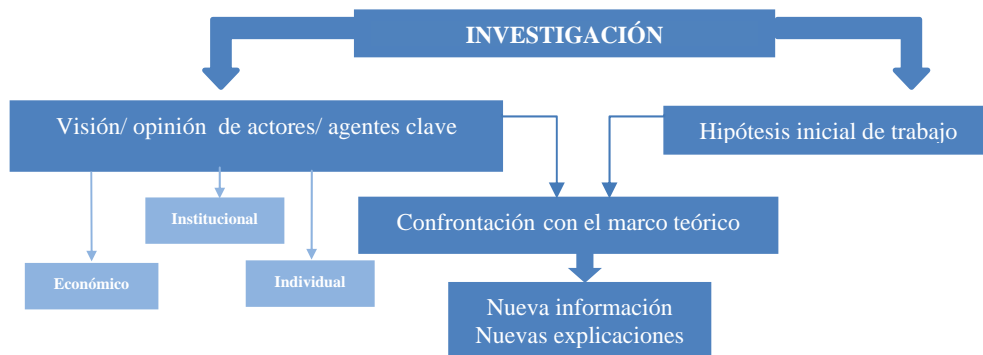 INVESTIGACIÓN
Visión/ opinión de actores/ agentes clave
Hipótesis inicial de trabajo
Institucional
Confrontación con el marco teórico
Económico
Individual
Nueva información
Nuevas explicaciones